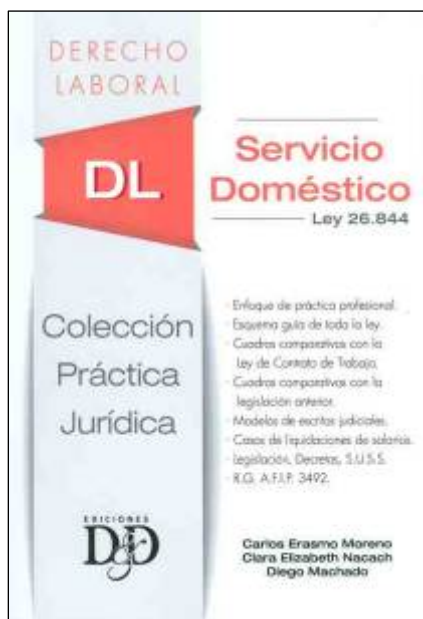 DERECHO
LABORAL
DL
Servicio
Doméstico
Ley 26.844
Colección
Práctica
Jurídica
· Enfoque de práctica profesional.
· Esquema guía de toda la ley.
· Cuadros comparativos con la
Ley de Contrato de Trabajo.
· Cuadros comparativos con la
legislación anterior.
· Modelos de escritos judiciales.
· Casos de liquidaciones de salarios.
· Legislación, Decretos, S.U.S.S.
· R.G. A.F.I.P. 3492.
EDICIONES
D&D
Carlos Erasmo Moreno
Clara Elizabeth Nacach
Diego Machado